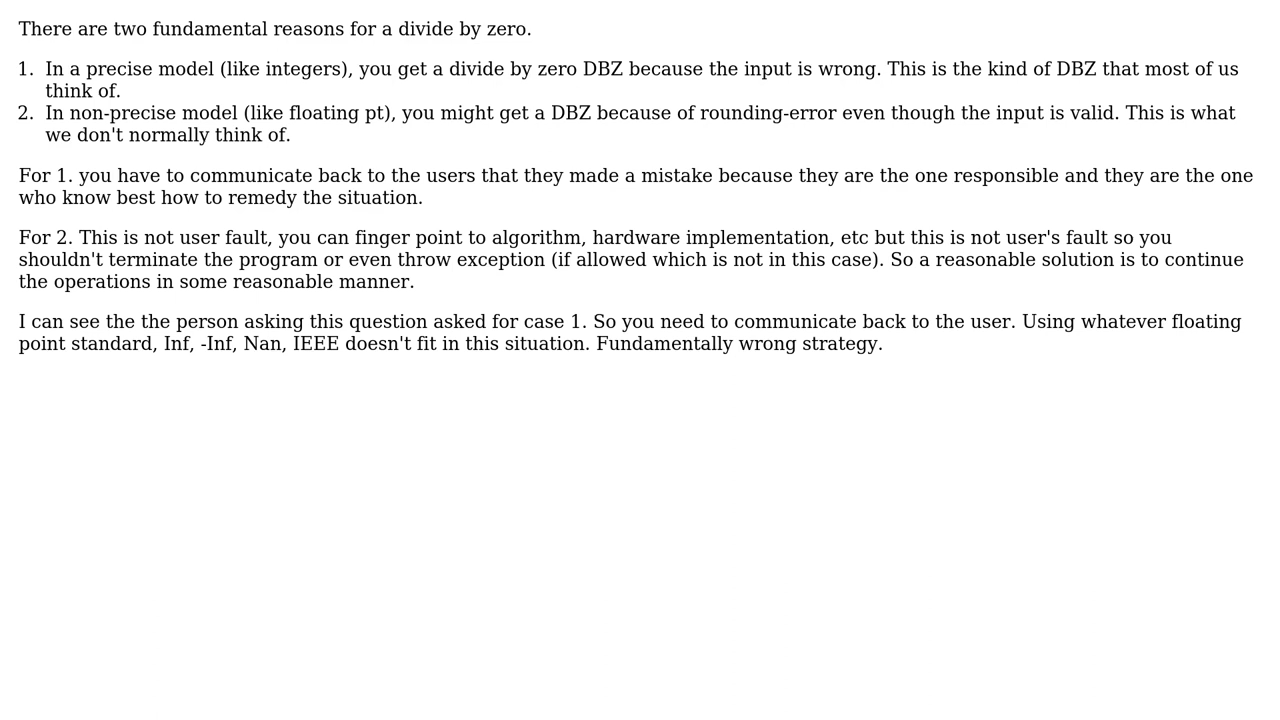 There are two fundamental reasons for a divide by zero.
1. In a precise model (like integers), you get a divide by zero DBZ because the input is wrong. This is the kind of DBZ that most of us
think of.
2. In non-precise model (like floating pt), you might get a DBZ because of rounding-error even though the input is valid. This is what
we don't normally think of.
For 1. you have to communicate back to the users that they made a mistake because they are the one responsible and they are the one
who know best how to remedy the situation.
For 2. This is not user fault, you can finger point to algorithm, hardware implementation, etc but this is not user's fault so you
shouldn't terminate the program or even throw exception (if allowed which is not in this case). So a reasonable solution is to continue
the operations in some reasonable manner.
I can see the the person asking this question asked for case 1. So you need to communicate back to the user. Using whatever floating
point standard, Inf, -Inf, Nan, IEEE doesn't fit in this situation. Fundamentally wrong strategy.